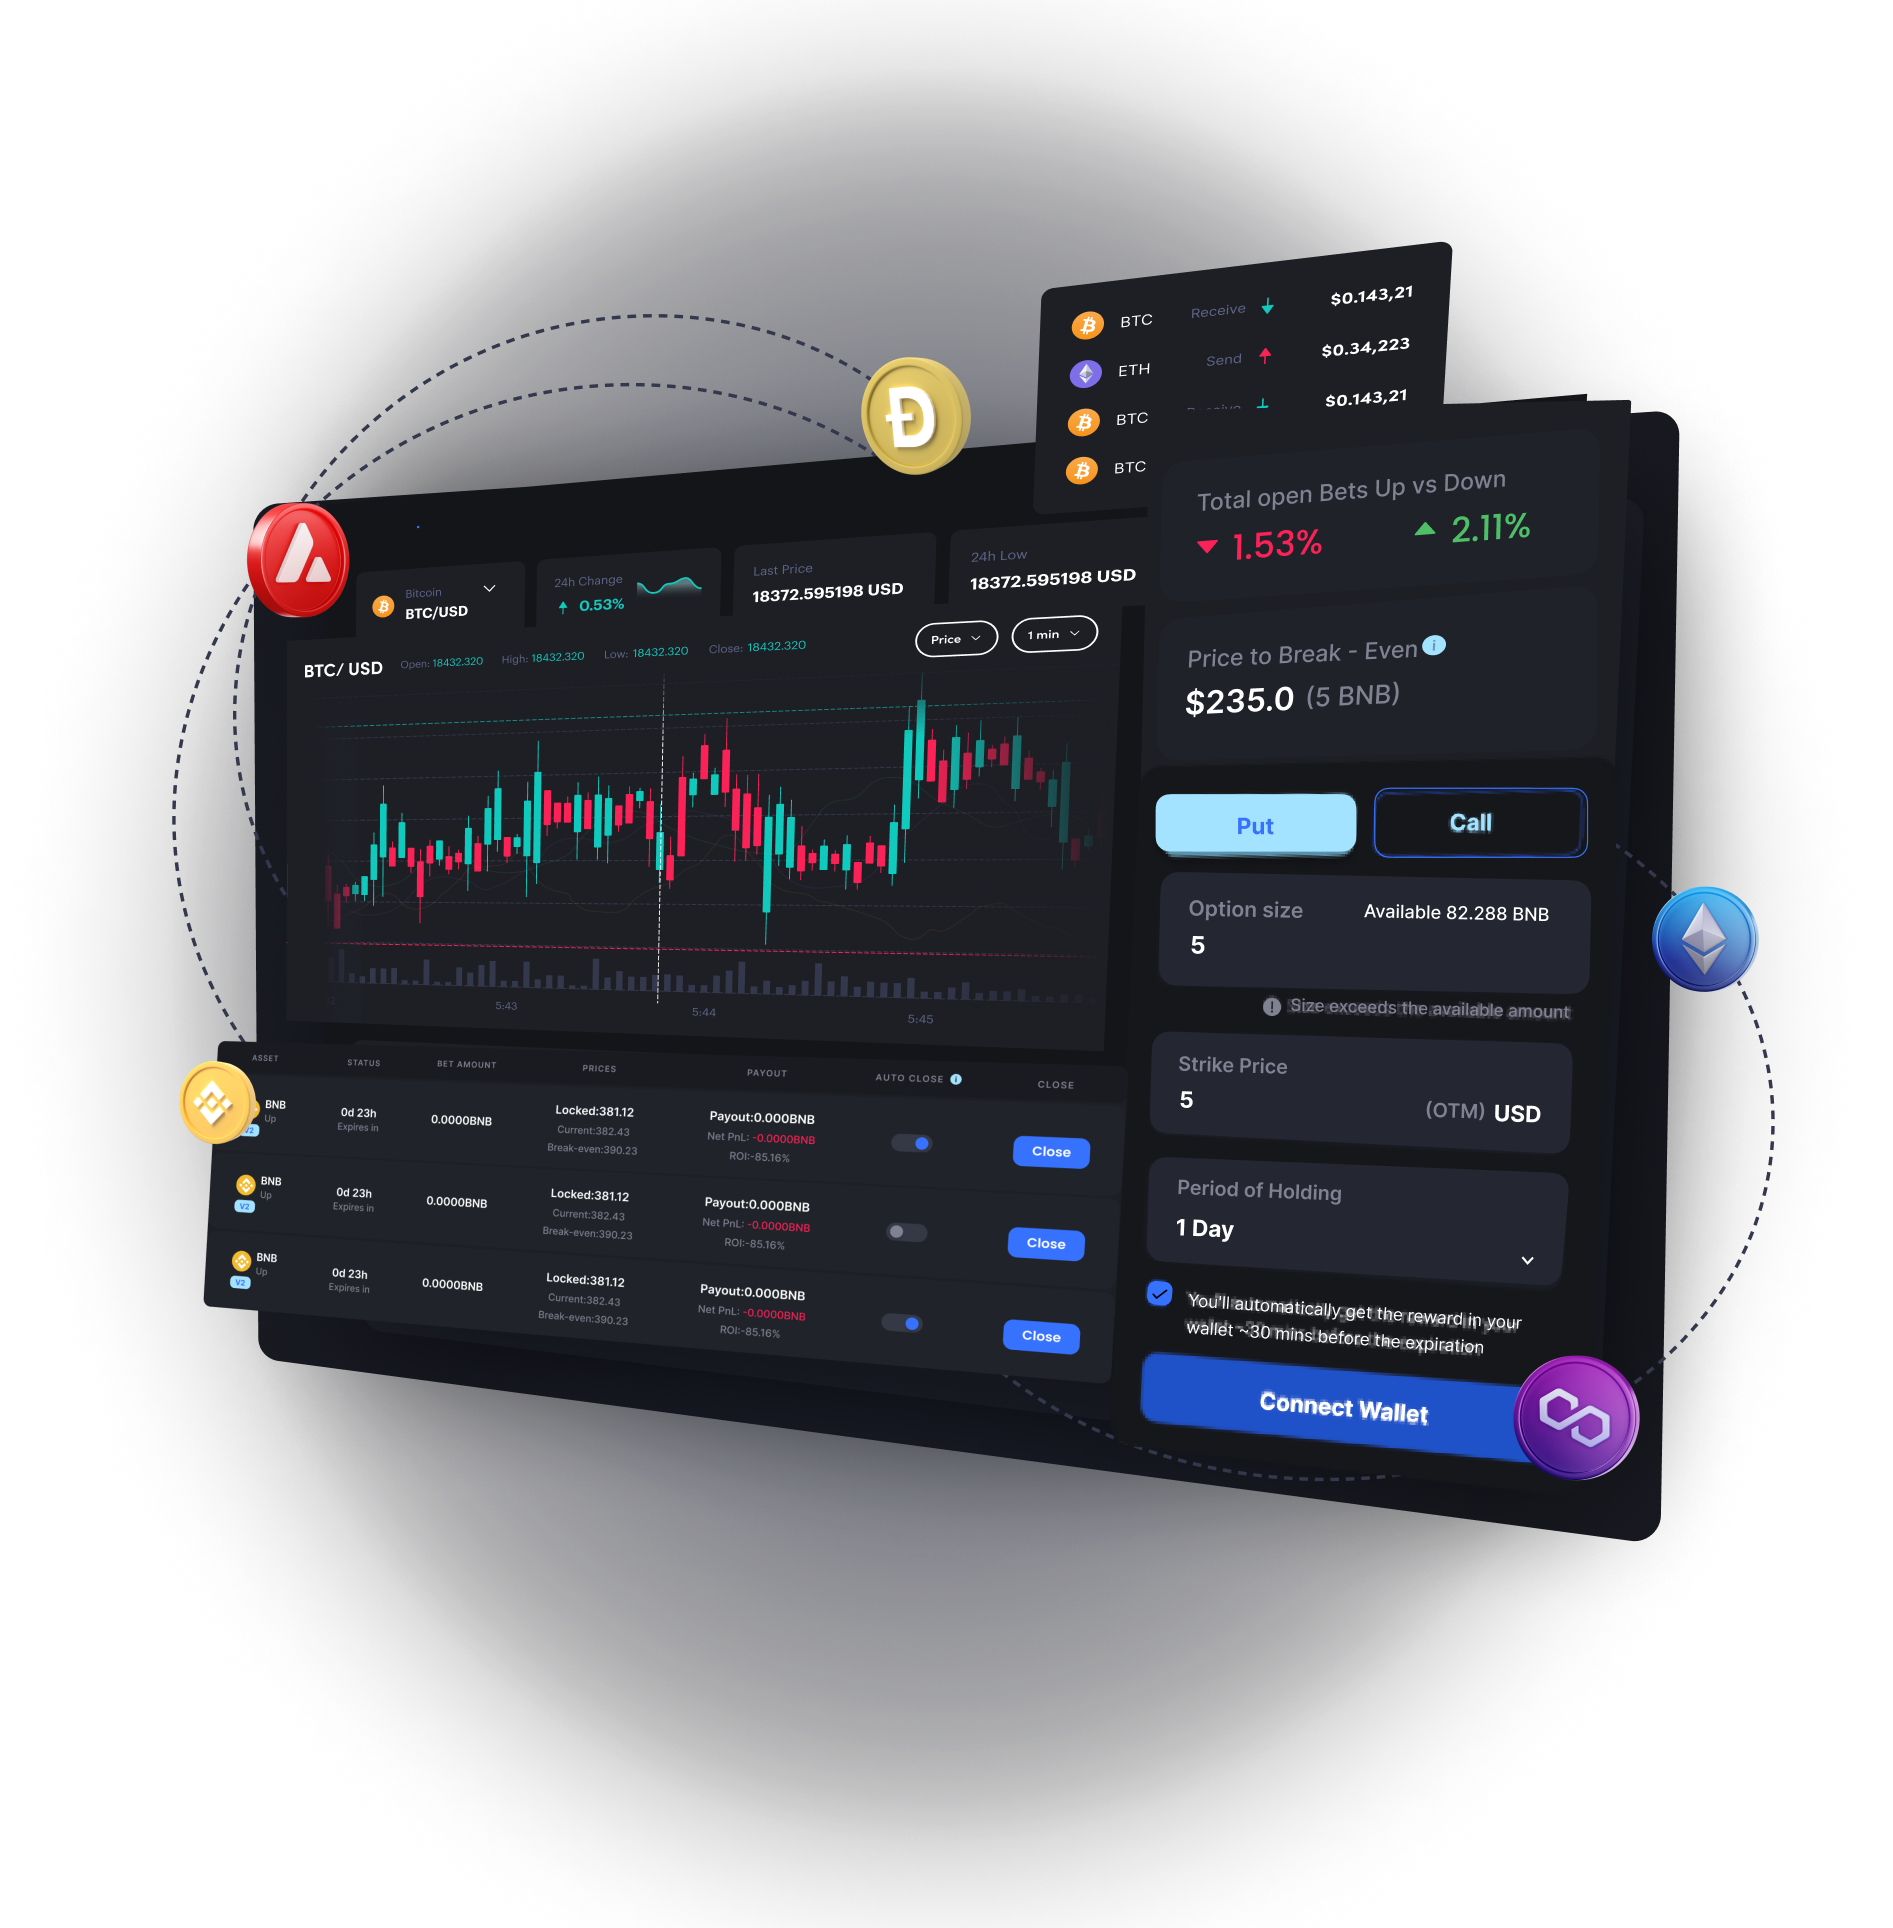 BTC Receive $0.143,21
ETH Send $0.34,223
BTC Receive $0.143,21
BTC
Bitcoin
BTC/USD
24h Change
0.53%
Last Price
18372.595198 USD
24h Low
18372.595198 USD
BTC/ USD Open: 18432.320 High: 18432.320 Low: 18432.320 Close: 18432.320
Price
1 min
5:43 5:44 5:45
ASSET STATUS BET AMOUNT PRICES PAYOUT AUTO CLOSE i CLOSE
BNB
Up
V2
0d 23h
Expires in
0.0000BNB
Locked:381.12
Current:382.43
Break-even:390.23
Payout:0.000BNB
Net PnL: -0.0000BNB
ROI:-85.16%
Close
BNB
Up
V2
0d 23h
Expires in
0.0000BNB
Locked:381.12
Current:382.43
Break-even:390.23
Payout:0.000BNB
Net PnL: -0.0000BNB
ROI:-85.16%
Close
BNB
Up
V2
0d 23h
Expires in
0.0000BNB
Locked:381.12
Current:382.43
Break-even:390.23
Payout:0.000BNB
Net PnL: -0.0000BNB
ROI:-85.16%
Close
Total open Bets Up vs Down
1.53% 2.11%
Price to Break - Even i
$235.0 (5 BNB)
Put Call
Option size Available 82.288 BNB
5
Size exceeds the available amount
Strike Price
5 (OTM) USD
Period of Holding
1 Day
You'll automatically get the reward in your
wallet ~30 mins before the expiration
Connect Wallet